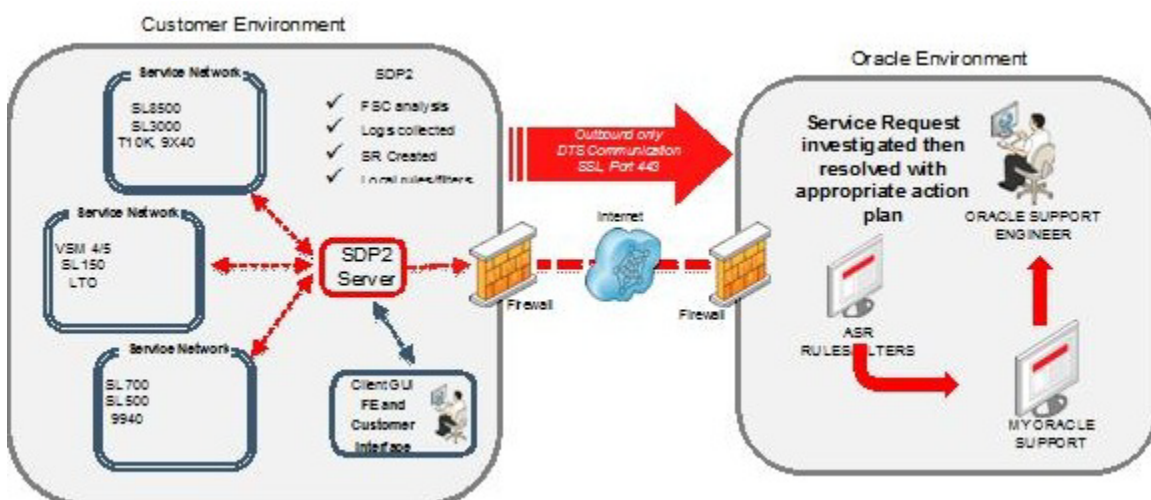 Customer Environment
Service Network
SL8500
SL3000
T10K, 9X40
SDP2
✓ FSC analysis
✓ Logs collected
✓ SR Created
✓ Local rules/filters
Service Network
VSM 4/5
SL150
LTO
Service Network
SL700
SL500
9940
SDP2
Server
Client GUI
FE and
Customer
Interface
Outbound only
DTS Communication
SSL, Port 443
Firewall
Internet
Firewall
Oracle Environment
Service Request
investigated then
resolved with
appropriate action
plan
ORACLE SUPPORT
ENGINEER
ASR
RULES/FILTERS
MY ORACLE
SUPPORT